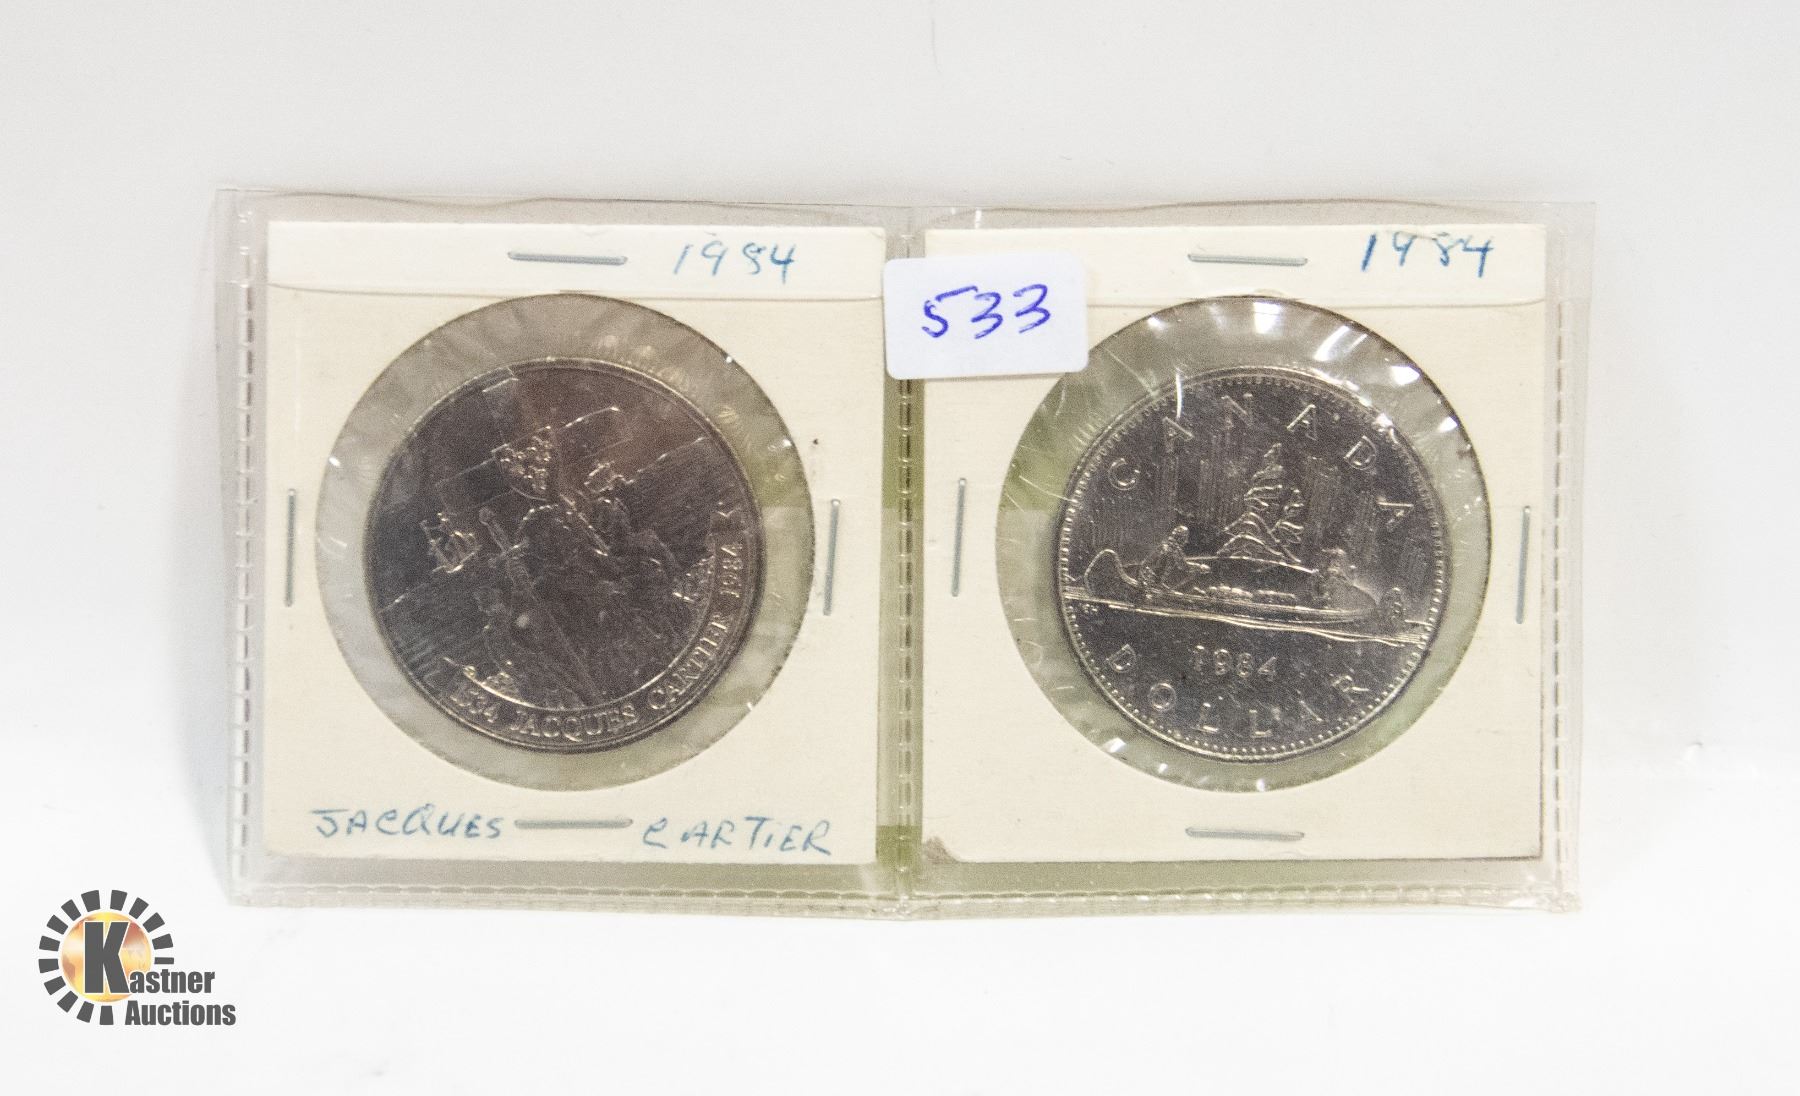 1984
533
1984
1534 JACQUES CARTIER 1984
CANADA
1984
DOLLAR
JACQUES CARTIER
Kastner
Auctions